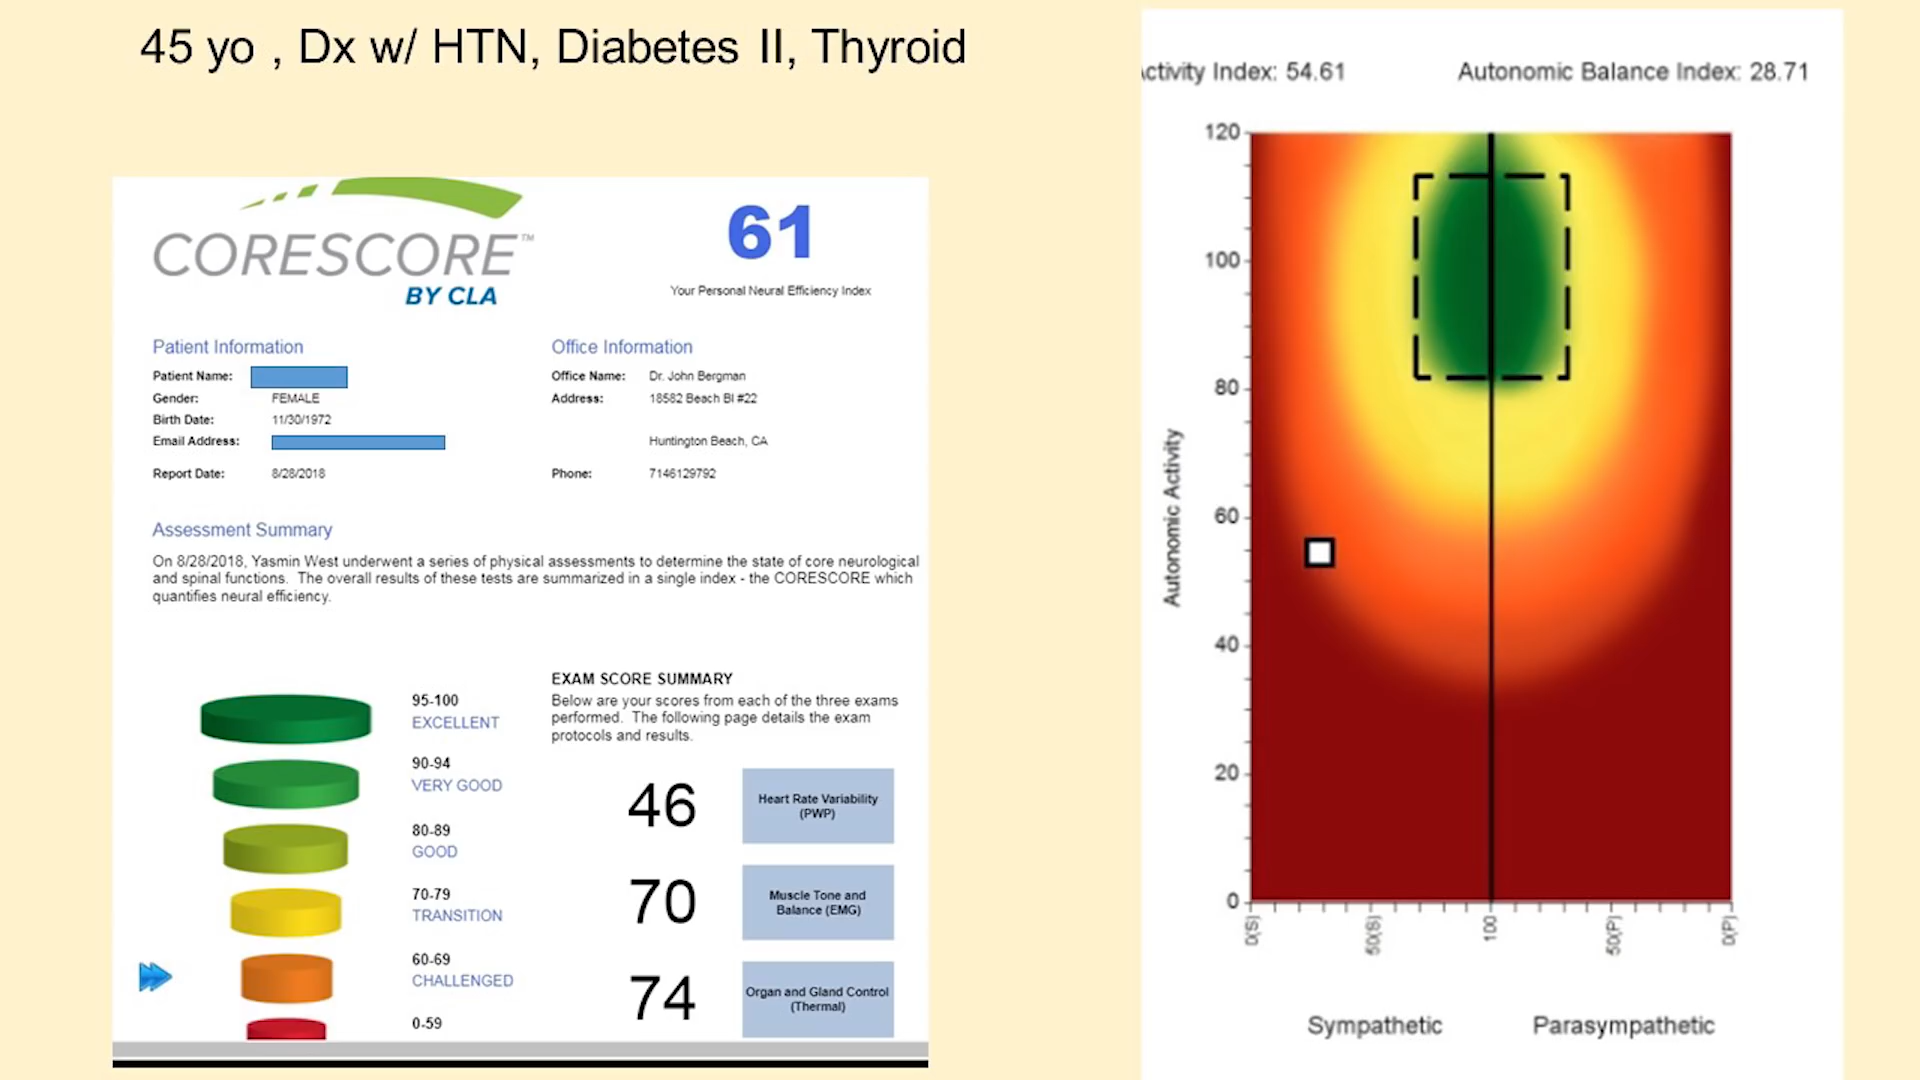 45 yo , Dx w/ HTN, Diabetes II, Thyroid
CORESCORE™
BY CLA
61
Your Personal Neural Efficiency Index
Patient Information
Patient Name:
Gender: FEMALE
Birth Date: 11/30/1972
Email Address:
Report Date: 8/28/2018
Office Information
Office Name: Dr. John Bergman
Address: 18582 Beach Bl #22
Huntington Beach, CA
Phone: 7146129792
Assessment Summary
On 8/28/2018, Yasmin West underwent a series of physical assessments to determine the state of core neurological
and spinal functions. The overall results of these tests are summarized in a single index - the CORESCORE which
quantifies neural efficiency.
95-100
EXCELLENT
90-94
VERY GOOD
80-89
GOOD
70-79
TRANSITION
60-69
CHALLENGED
0-59
EXAM SCORE SUMMARY
Below are your scores from each of the three exams
performed. The following page details the exam
protocols and results.
46
Heart Rate Variability
(PWP)
70
Muscle Tone and
Balance (EMG)
74
Organ and Gland Control
(Thermal)
ctivity Index: 54.61 Autonomic Balance Index: 28.71
Autonomic Activity
120
100
80
60
40
20
0
0(S) 50(S) 100 50(P) 0(P)
Sympathetic Parasympathetic